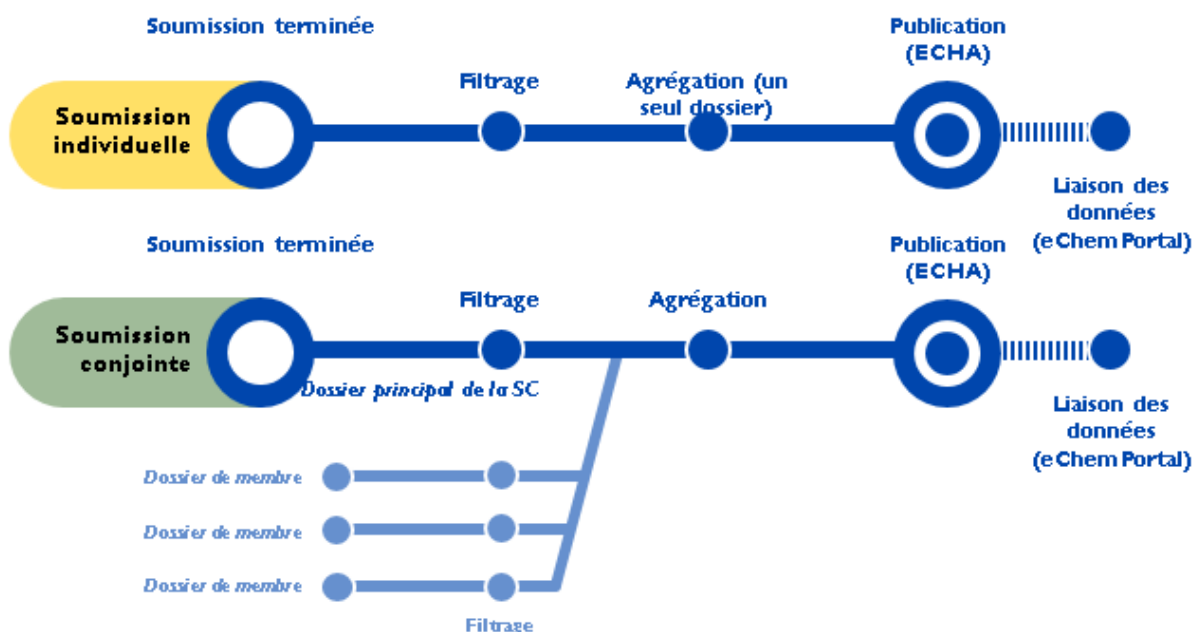 Soumission terminée
Publication
(ECHA)
Filtrage
Agrégation (un
seul dossier)
Soumission
individuelle
Liaison des
données
(eChem Portal)
Soumission terminée
Publication
(ECHA)
Filtrage
Agrégation
Soumission
conjointe
Dossier principal de la SC
Liaison des
données
(eChem Portal)
Dossier de membre
Dossier de membre
Dossier de membre
Filtrage